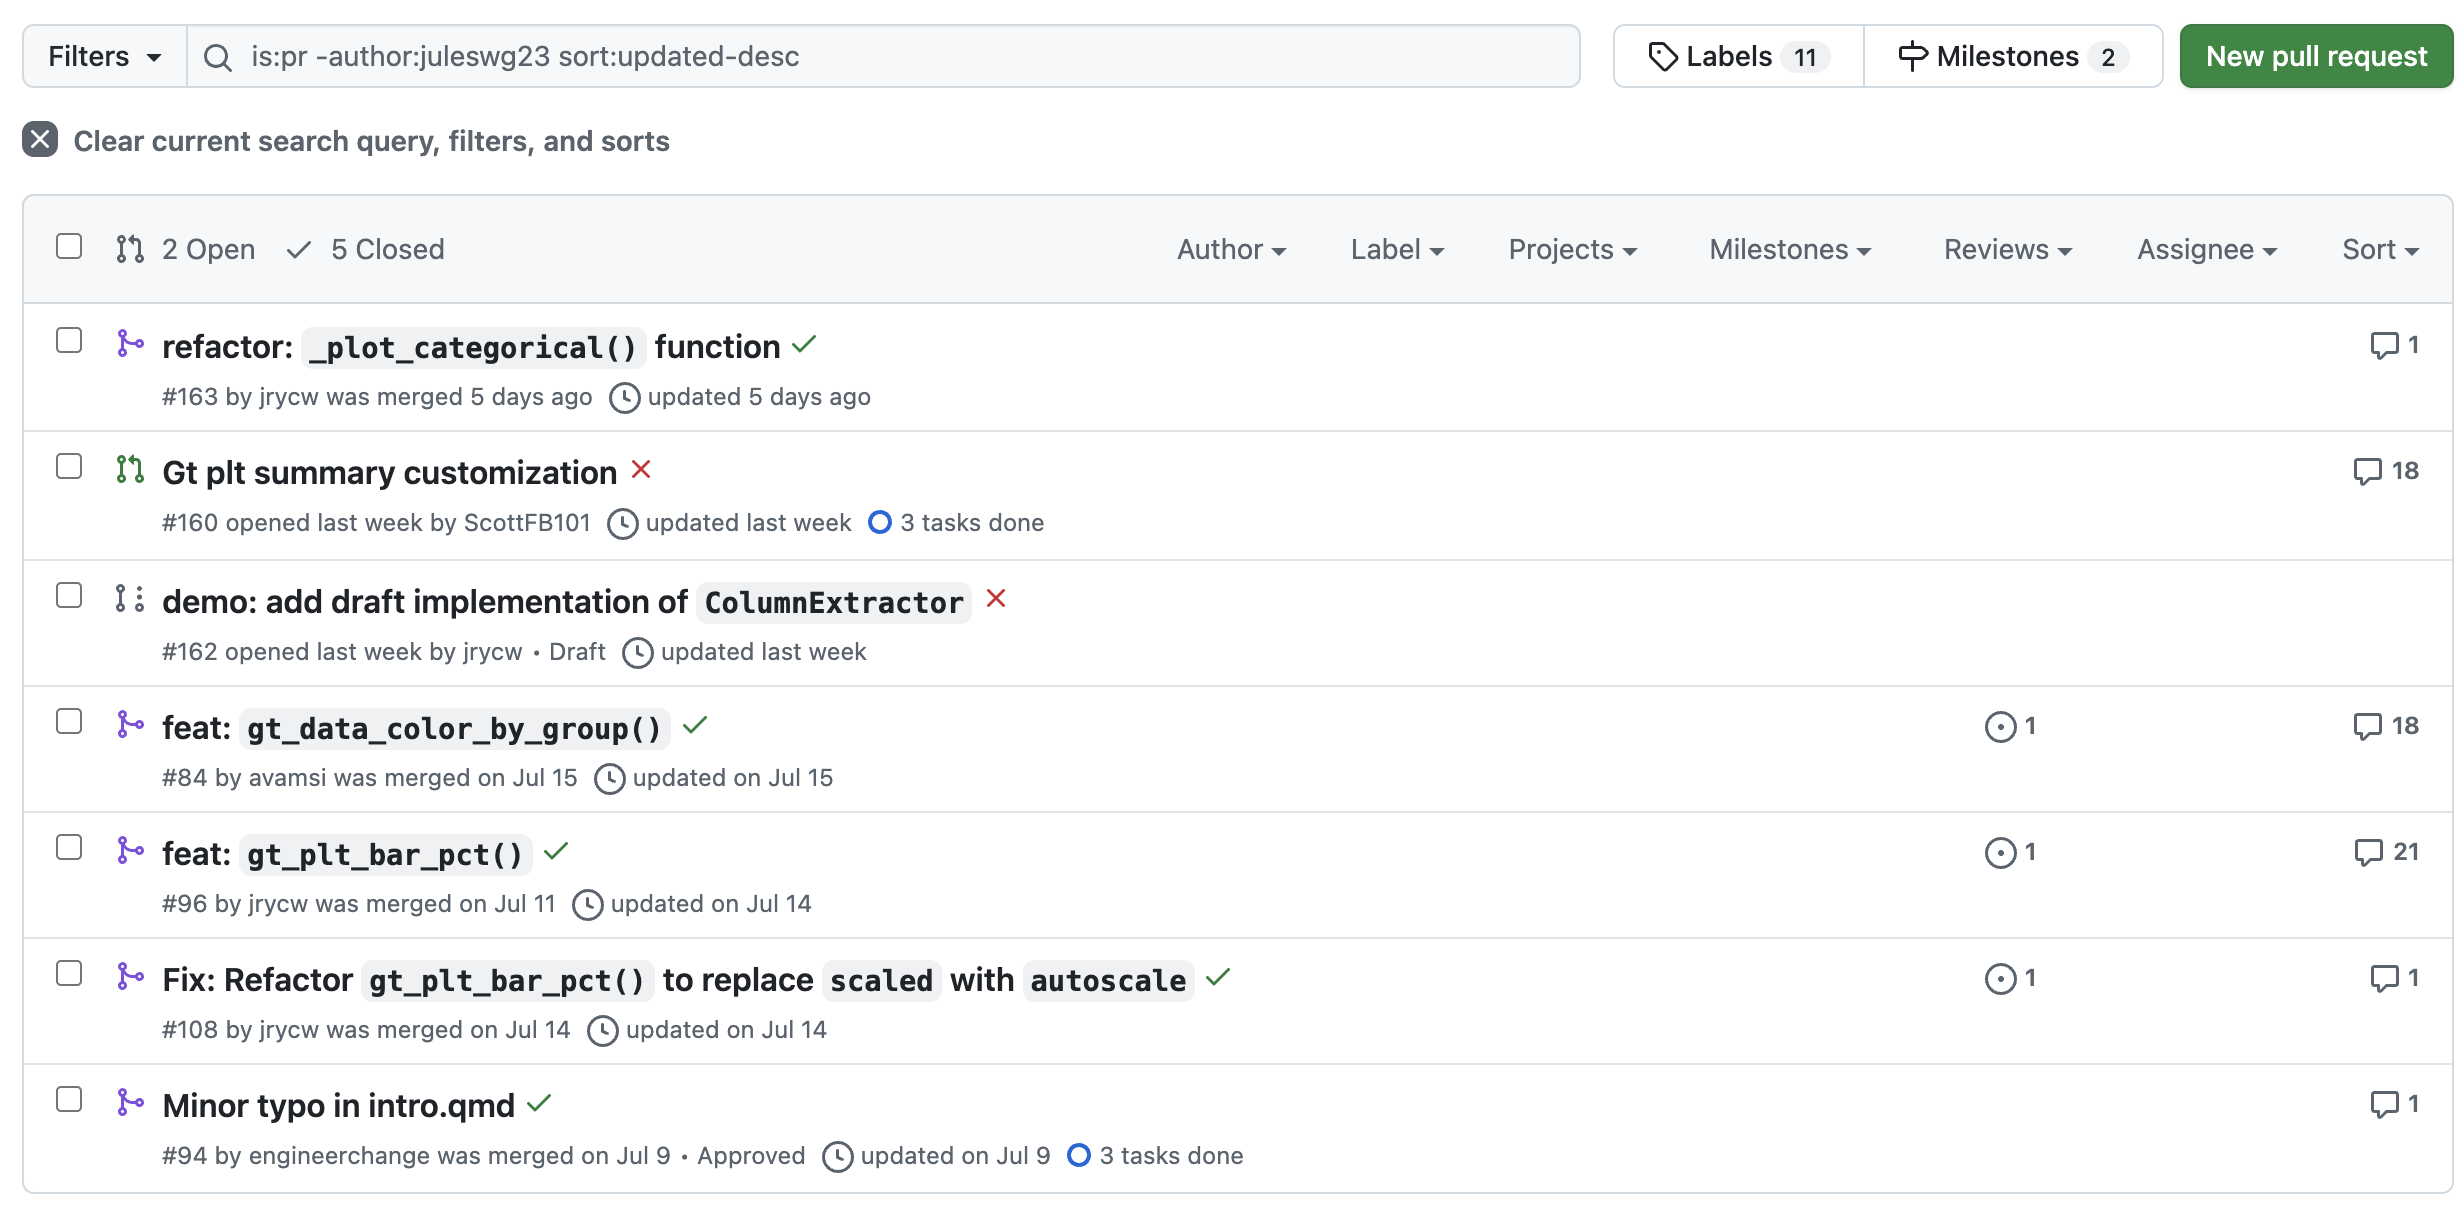 Filters is:pr -author:juleswg23 sort:updated-desc Labels 11 Milestones 2 New pull request
Clear current search query, filters, and sorts
2 Open 5 Closed Author Label Projects Milestones Reviews Assignee Sort
refactor: _plot_categorical() function 1
#163 by jrycw was merged 5 days ago updated 5 days ago
Gt plt summary customization 18
#160 opened last week by ScottFB101 updated last week 3 tasks done
demo: add draft implementation of ColumnExtractor
#162 opened last week by jrycw • Draft updated last week
feat: gt_data_color_by_group() 1 18
#84 by avamsi was merged on Jul 15 updated on Jul 15
feat: gt_plt_bar_pct() 1 21
#96 by jrycw was merged on Jul 11 updated on Jul 14
Fix: Refactor gt_plt_bar_pct() to replace scaled with autoscale 1 1
#108 by jrycw was merged on Jul 14 updated on Jul 14
Minor typo in intro.qmd 1
#94 by engineerchange was merged on Jul 9 • Approved updated on Jul 9 3 tasks done